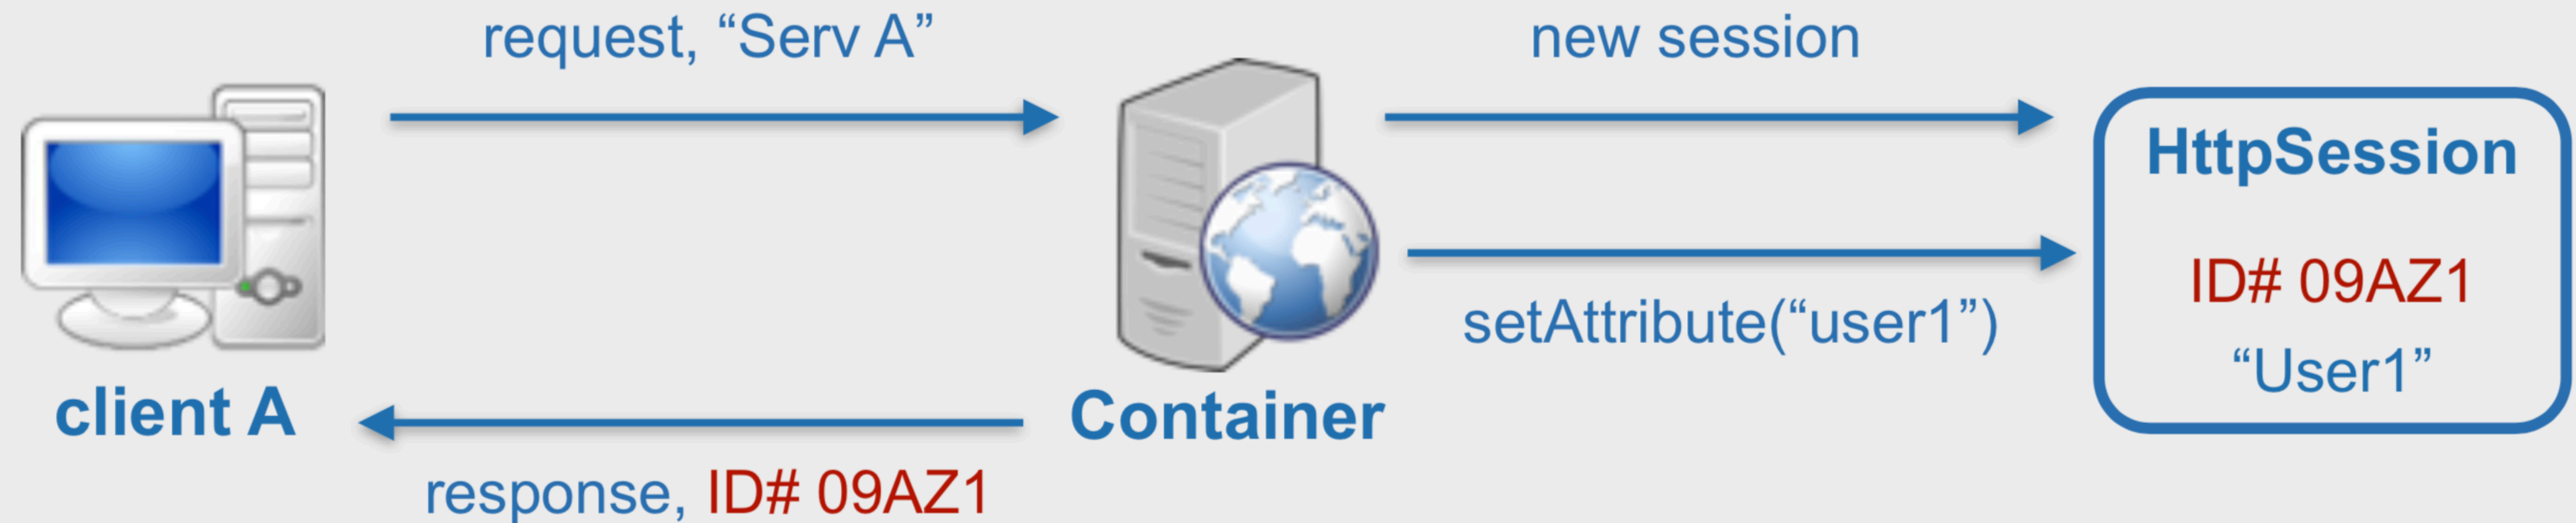 request, “Serv A”
new session
HttpSession
ID# 09AZ1
setAttribute(“user1”)
“User1”
client A
Container
response, ID# 09AZ1